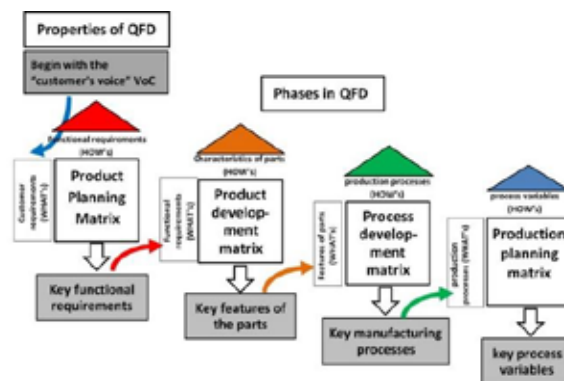 Properties of QFD
Begin with the
"customer's voice" VoC
Phases in QFD
Functional requirements
(HOW's)
Customer
requirements (WHAT's)
Product
Planning
Matrix
Key functional
requirements
Characteristics of parts
(HOW's)
Functional
requirements (WHAT's)
Product
develop-
ment
matrix
Key features of
the parts
production processes
(HOW's)
Features of parts
(WHAT's)
Process
develop-
ment
matrix
Key manufacturing
processes
process variables
(HOW's)
production
processes (WHAT's)
Production
planning
matrix
key process
variables